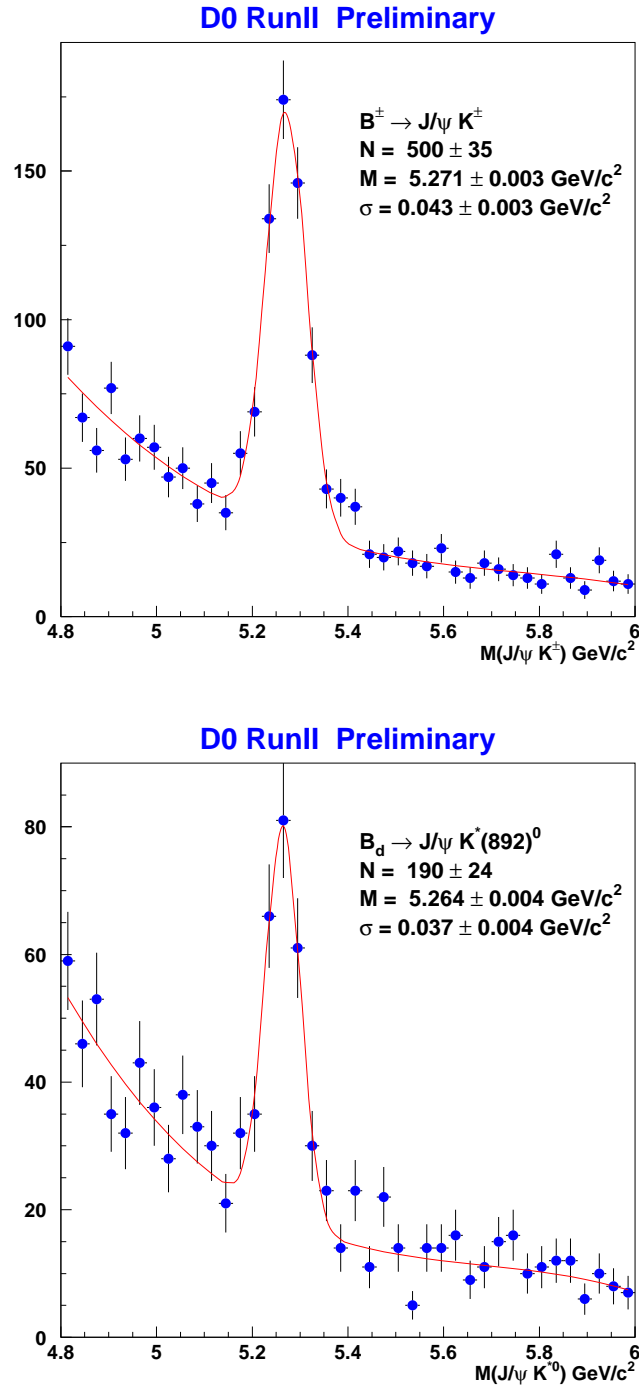 D0 RunII Preliminary
B± → J/ψ K±
N = 500 ± 35
M = 5.271 ± 0.003 GeV/c²
σ = 0.043 ± 0.003 GeV/c²
150
100
50
0
4.8 5 5.2 5.4 5.6 5.8 6
M(J/ψ K±) GeV/c²
D0 RunII Preliminary
80
B_d → J/ψ K*(892)⁰
N = 190 ± 24
M = 5.264 ± 0.004 GeV/c²
σ = 0.037 ± 0.004 GeV/c²
60
40
20
0
4.8 5 5.2 5.4 5.6 5.8 6
M(J/ψ K*⁰) GeV/c²